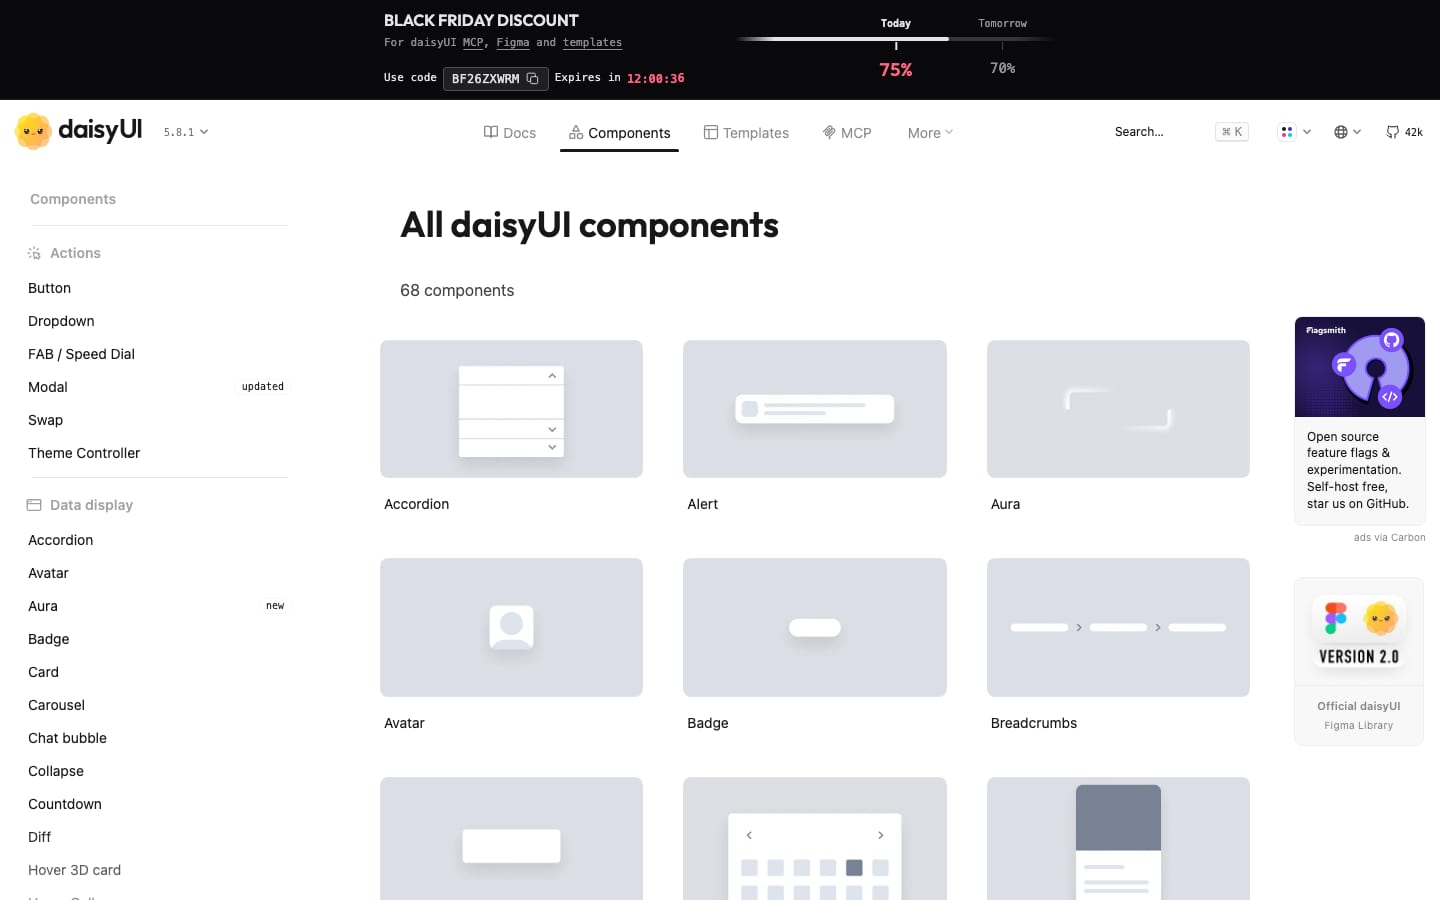 BLACK FRIDAY DISCOUNT
For daisyUI MCP, Figma and templates
Use code BF26ZXWRM Expires in 12:00:36
Today Tomorrow
75% 70%
daisyUI 5.8.1
Docs Components Templates MCP More
Search... ⌘ K 42k
Components
Actions
Button
Dropdown
FAB / Speed Dial
Modal updated
Swap
Theme Controller
Data display
Accordion
Avatar
Aura new
Badge
Card
Carousel
Chat bubble
Collapse
Countdown
Diff
Hover 3D card
All daisyUI components
68 components
Accordion Alert Aura
Avatar Badge Breadcrumbs
Flagsmith
Open source
feature flags &
experimentation.
Self-host free,
star us on GitHub.
ads via Carbon
VERSION 2.0
Official daisyUI
Figma Library